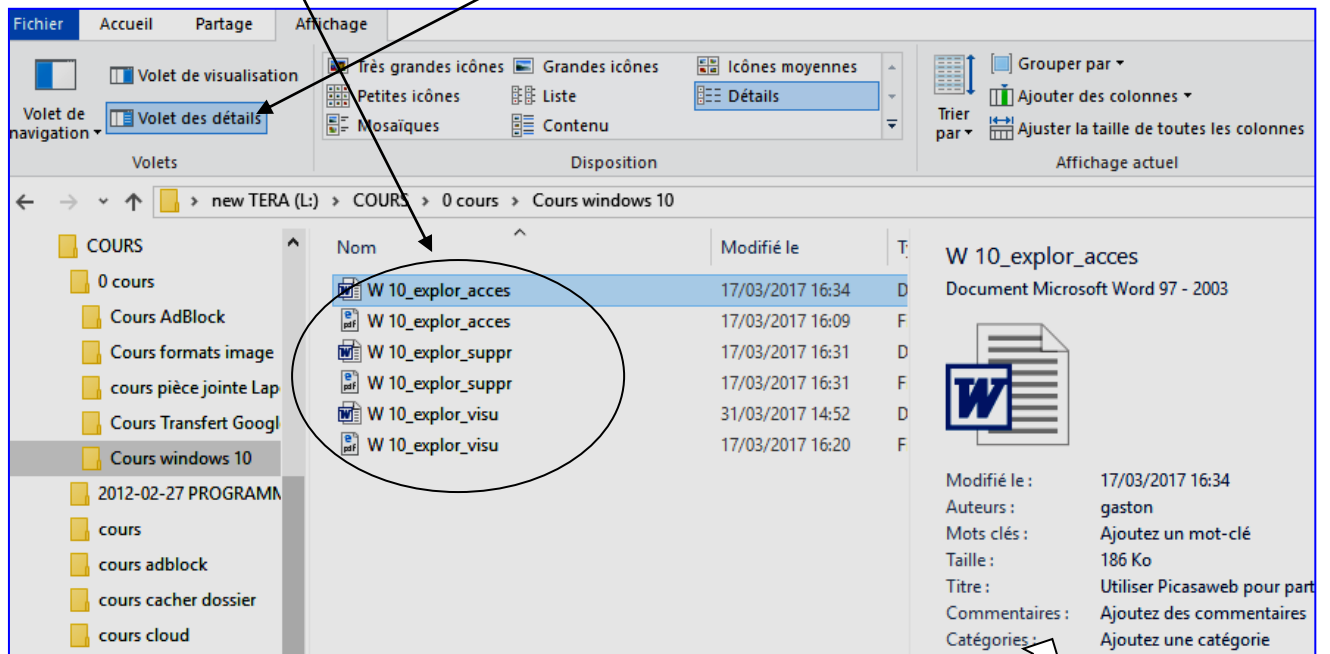 Fichier Accueil Partage Affichage
Volet de navigation
Volet de visualisation
Volet des détails
Volets
Très grandes icônes Grandes icônes Icônes moyennes
Petites icônes Liste Détails
Mosaïques Contenu
Disposition
Trier par
Grouper par
Ajouter des colonnes
Ajuster la taille de toutes les colonnes
Affichage actuel
new TERA (L:) > COURS > 0 cours > Cours windows 10
COURS
0 cours
Cours AdBlock
Cours formats image
cours pièce jointe Lap
Cours Transfert Googl
Cours windows 10
2012-02-27 PROGRAMM
cours
cours adblock
cours cacher dossier
cours cloud
Nom Modifié le T
W 10_explor_acces 17/03/2017 16:34 D
W 10_explor_acces 17/03/2017 16:09 F
W 10_explor_suppr 17/03/2017 16:31 D
W 10_explor_suppr 17/03/2017 16:31 F
W 10_explor_visu 31/03/2017 14:52 D
W 10_explor_visu 17/03/2017 16:20 F
W 10_explor_acces
Document Microsoft Word 97 - 2003
Modifié le : 17/03/2017 16:34
Auteurs : gaston
Mots clés : Ajoutez un mot-clé
Taille : 186 Ko
Titre : Utiliser Picasaweb pour part
Commentaires : Ajoutez des commentaires
Catégories : Ajoutez une catégorie